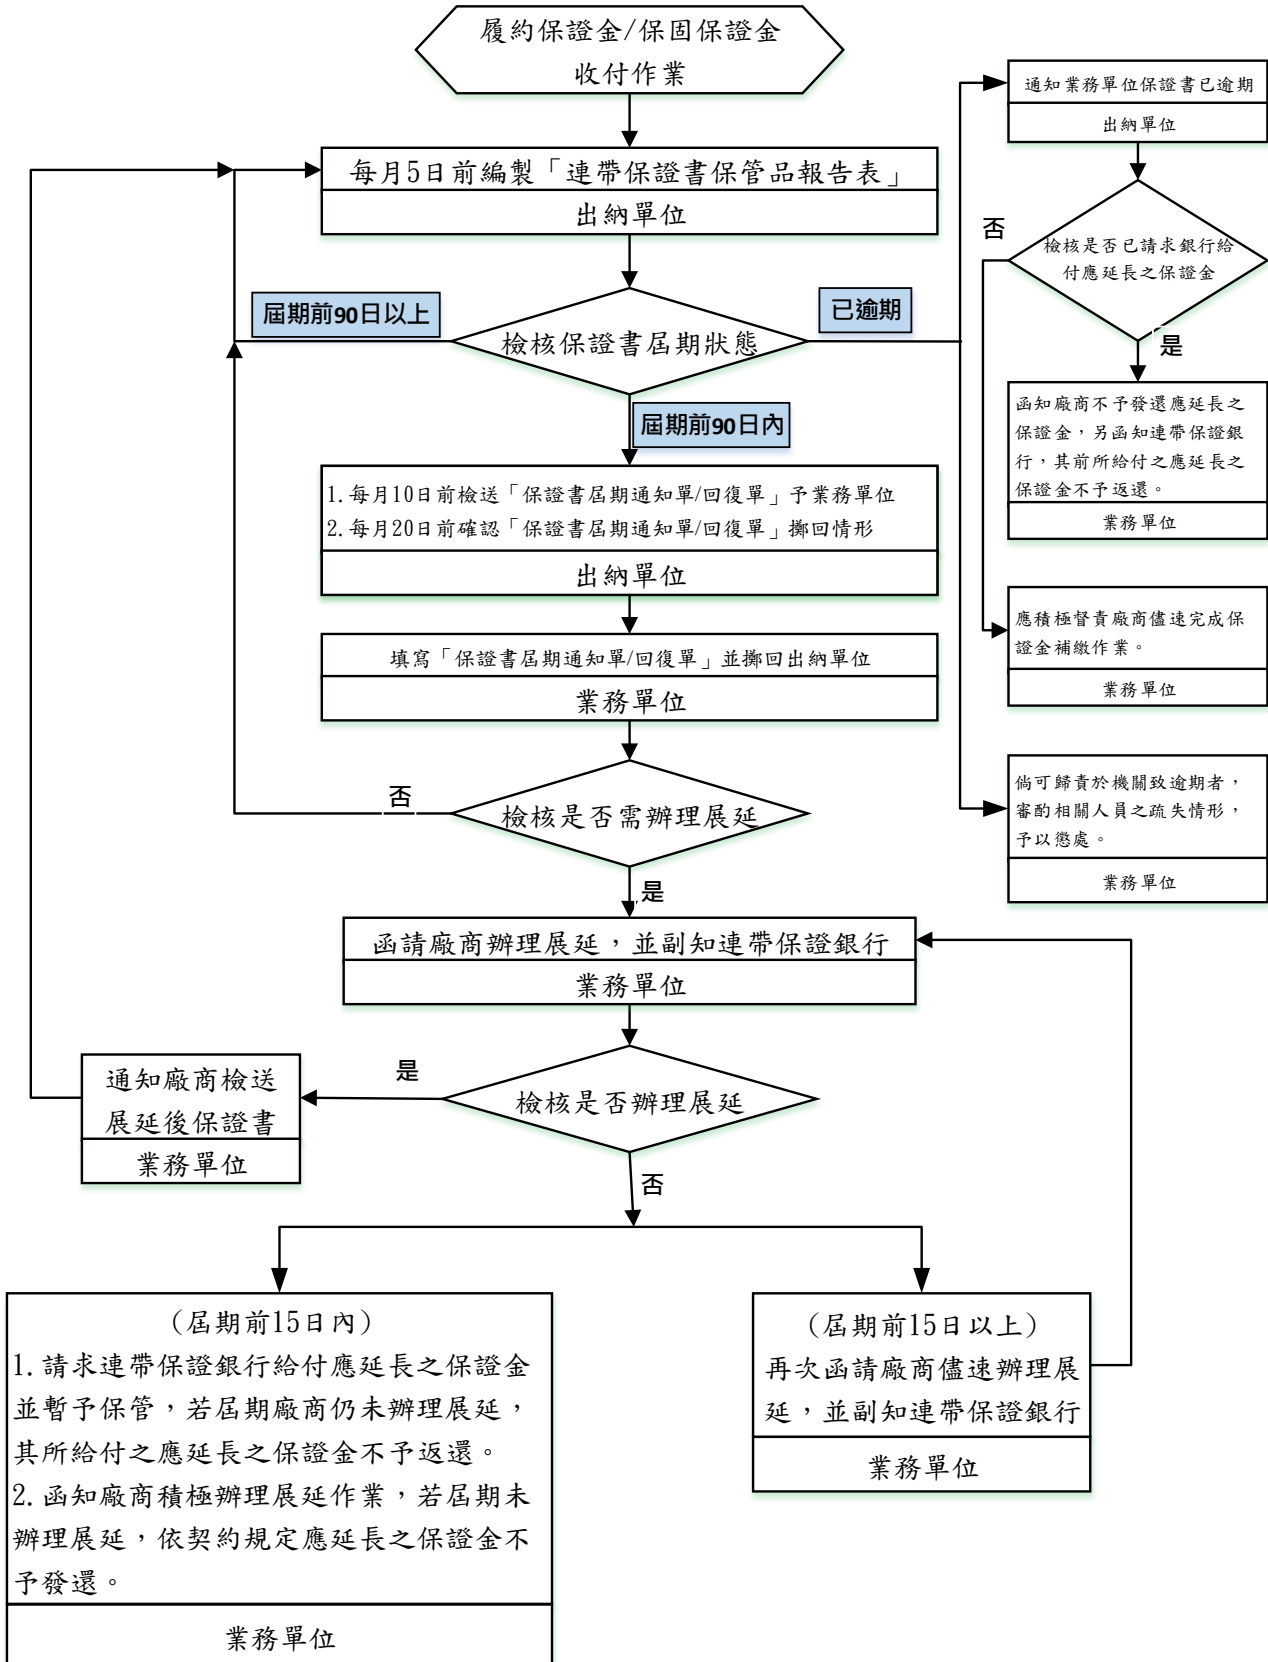 履約保證金/保固保證金
收付作業
每月5日前編製「連帶保證書保管品報告表」
出納單位
屆期前90日以上
已逾期
檢核保證書屆期狀態
屆期前90日內
1.每月10日前檢送「保證書屆期通知單/回復單」予業務單位
2.每月20日前確認「保證書屆期通知單/回復單」擲回情形
出納單位
填寫「保證書屆期通知單/回復單」並擲回出納單位
業務單位
否
檢核是否需辦理展延
是
函請廠商辦理展延，並副知連帶保證銀行
業務單位
是
檢核是否辦理展延
通知廠商檢送
展延後保證書
業務單位
否
(屆期前15日內)
1.請求連帶保證銀行給付應延長之保證金
並暫予保管，若屆期廠商仍未辦理展延，
其所給付之應延長之保證金不予返還。
2.函知廠商積極辦理展延作業，若屆期未
辦理展延，依契約規定應延長之保證金不
予發還。
業務單位
(屆期前15日以上)
再次函請廠商儘速辦理展
延，並副知連帶保證銀行
業務單位
通知業務單位保證書已逾期
出納單位
否
檢核是否已請求銀行給
付應延長之保證金
是
函知廠商不予發還應延長之
保證金，另函知連帶保證銀
行，其前所給付之應延長之
保證金不予返還。
業務單位
應積極督責廠商儘速完成保
證金補繳作業。
業務單位
倘可歸責於機關致逾期者，
審酌相關人員之疏失情形，
予以懲處。
業務單位